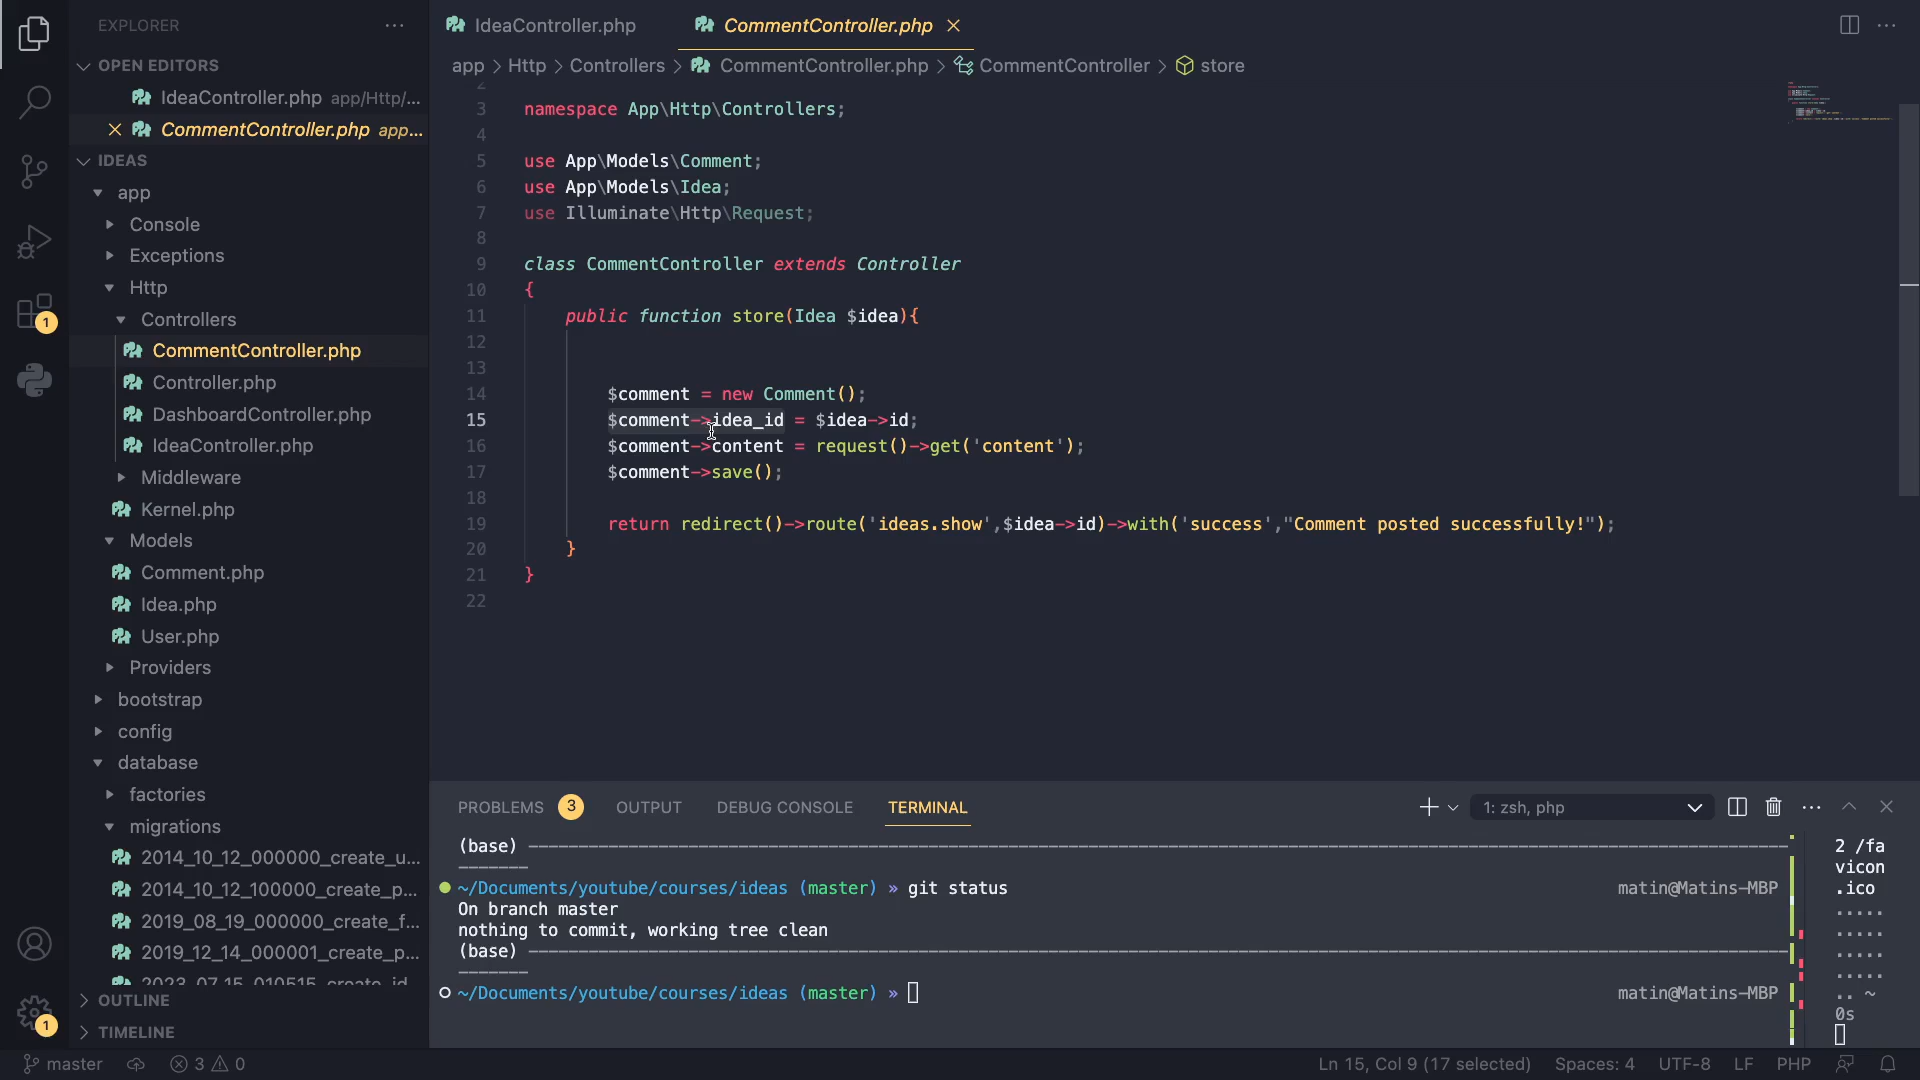 EXPLORER
OPEN EDITORS
IdeaController.php app/Http/...
CommentController.php app...
IDEAS
app
Console
Exceptions
Http
Controllers
CommentController.php
Controller.php
DashboardController.php
IdeaController.php
Middleware
Kernel.php
Models
Comment.php
Idea.php
User.php
Providers
bootstrap
config
database
factories
migrations
2014_10_12_000000_create_u...
2014_10_12_100000_create_p...
2019_08_19_000000_create_f...
2019_12_14_000001_create_p...
2023_07_15_010515_create_id
OUTLINE
TIMELINE
1
1
IdeaController.php
CommentController.php
app > Http > Controllers > CommentController.php > CommentController > store
2
3 namespace App\Http\Controllers;
4
5 use App\Models\Comment;
6 use App\Models\Idea;
7 use Illuminate\Http\Request;
8
9 class CommentController extends Controller
10 {
11 public function store(Idea $idea){
12
13
14 $comment = new Comment();
15 $comment->idea_id = $idea->id;
16 $comment->content = request()->get('content');
17 $comment->save();
18
19 return redirect()->route('ideas.show',$idea->id)->with('success',"Comment posted successfully!");
20 }
21 }
22
PROBLEMS 3 OUTPUT DEBUG CONSOLE TERMINAL
1: zsh, php
(base)
~/Documents/youtube/courses/ideas (master) » git status matin@Matins-MBP
On branch master
nothing to commit, working tree clean
(base)
~/Documents/youtube/courses/ideas (master) » matin@Matins-MBP
2 /fa
vicon
.ico
.....
.....
.....
.....
.. ~
0s
master 3 0
Ln 15, Col 9 (17 selected) Spaces: 4 UTF-8 LF PHP